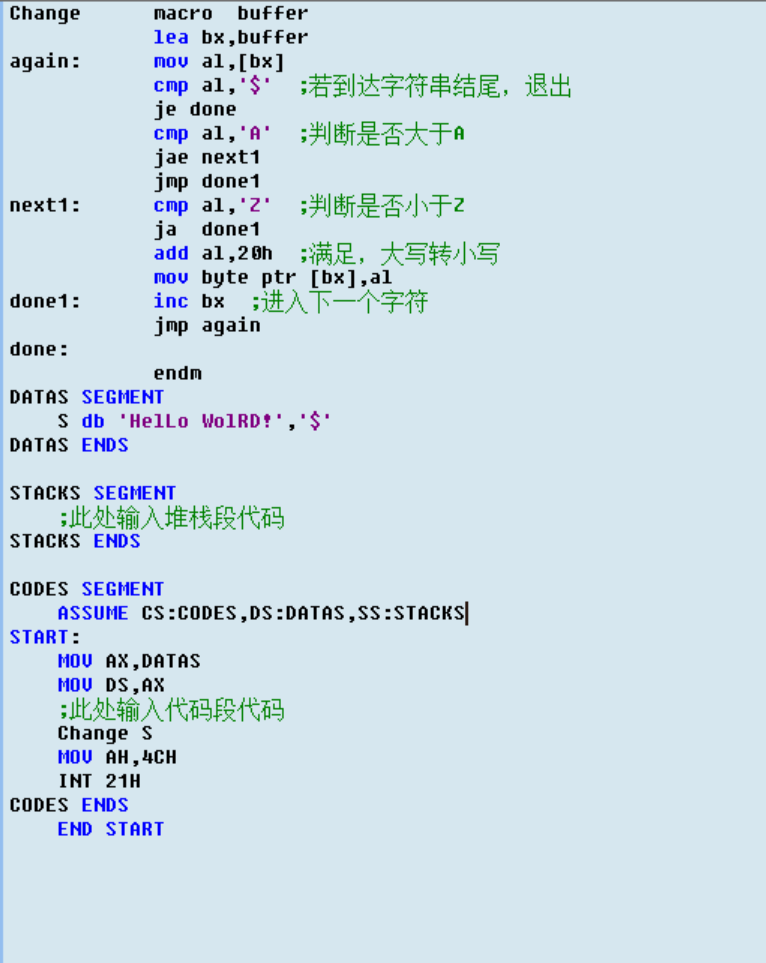 Change macro buffer
lea bx,buffer
again: mov al,[bx]
cmp al,'$' ;若到达字符串结尾，退出
je done
cmp al,'A' ;判断是否大于A
jae next1
jmp done1
next1: cmp al,'Z' ;判断是否小于Z
ja done1
add al,20h ;满足，大写转小写
mov byte ptr [bx],al
done1: inc bx ;进入下一个字符
jmp again
done:
endm
DATAS SEGMENT
S db 'HelLo WolRD!','$'
DATAS ENDS
STACKS SEGMENT
;此处输入堆栈段代码
STACKS ENDS
CODES SEGMENT
ASSUME CS:CODES,DS:DATAS,SS:STACKS
START:
MOV AX,DATAS
MOV DS,AX
;此处输入代码段代码
Change S
MOV AH,4CH
INT 21H
CODES ENDS
END START